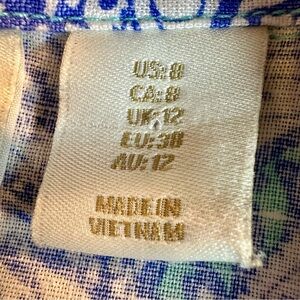 US: 8
CA: 8
UK: 12
EU: 38
AU: 12
MADE IN
VIETNAM